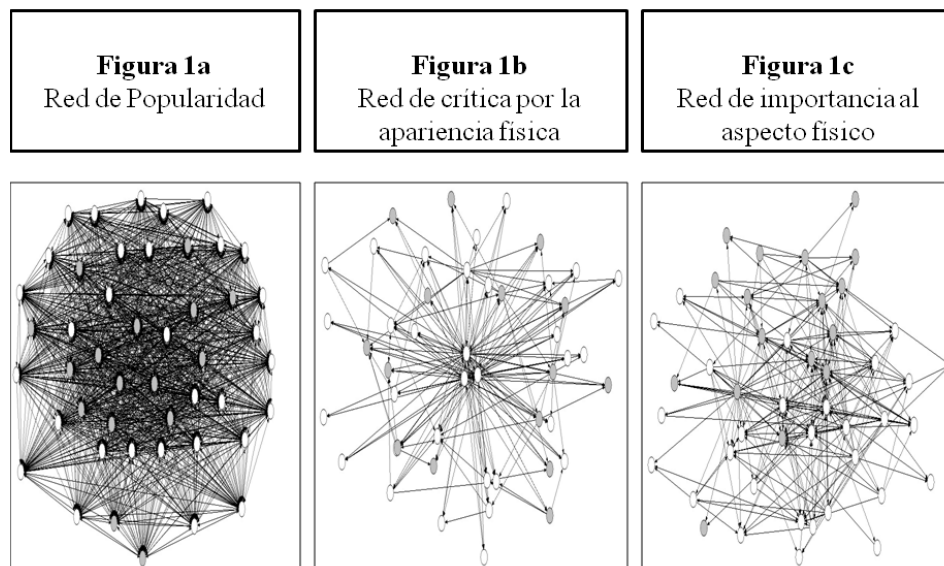 Figura 1a
Red de Popularidad
Figura 1b
Red de crítica por la
apariencia física
Figura 1c
Red de importancia al
aspecto físico